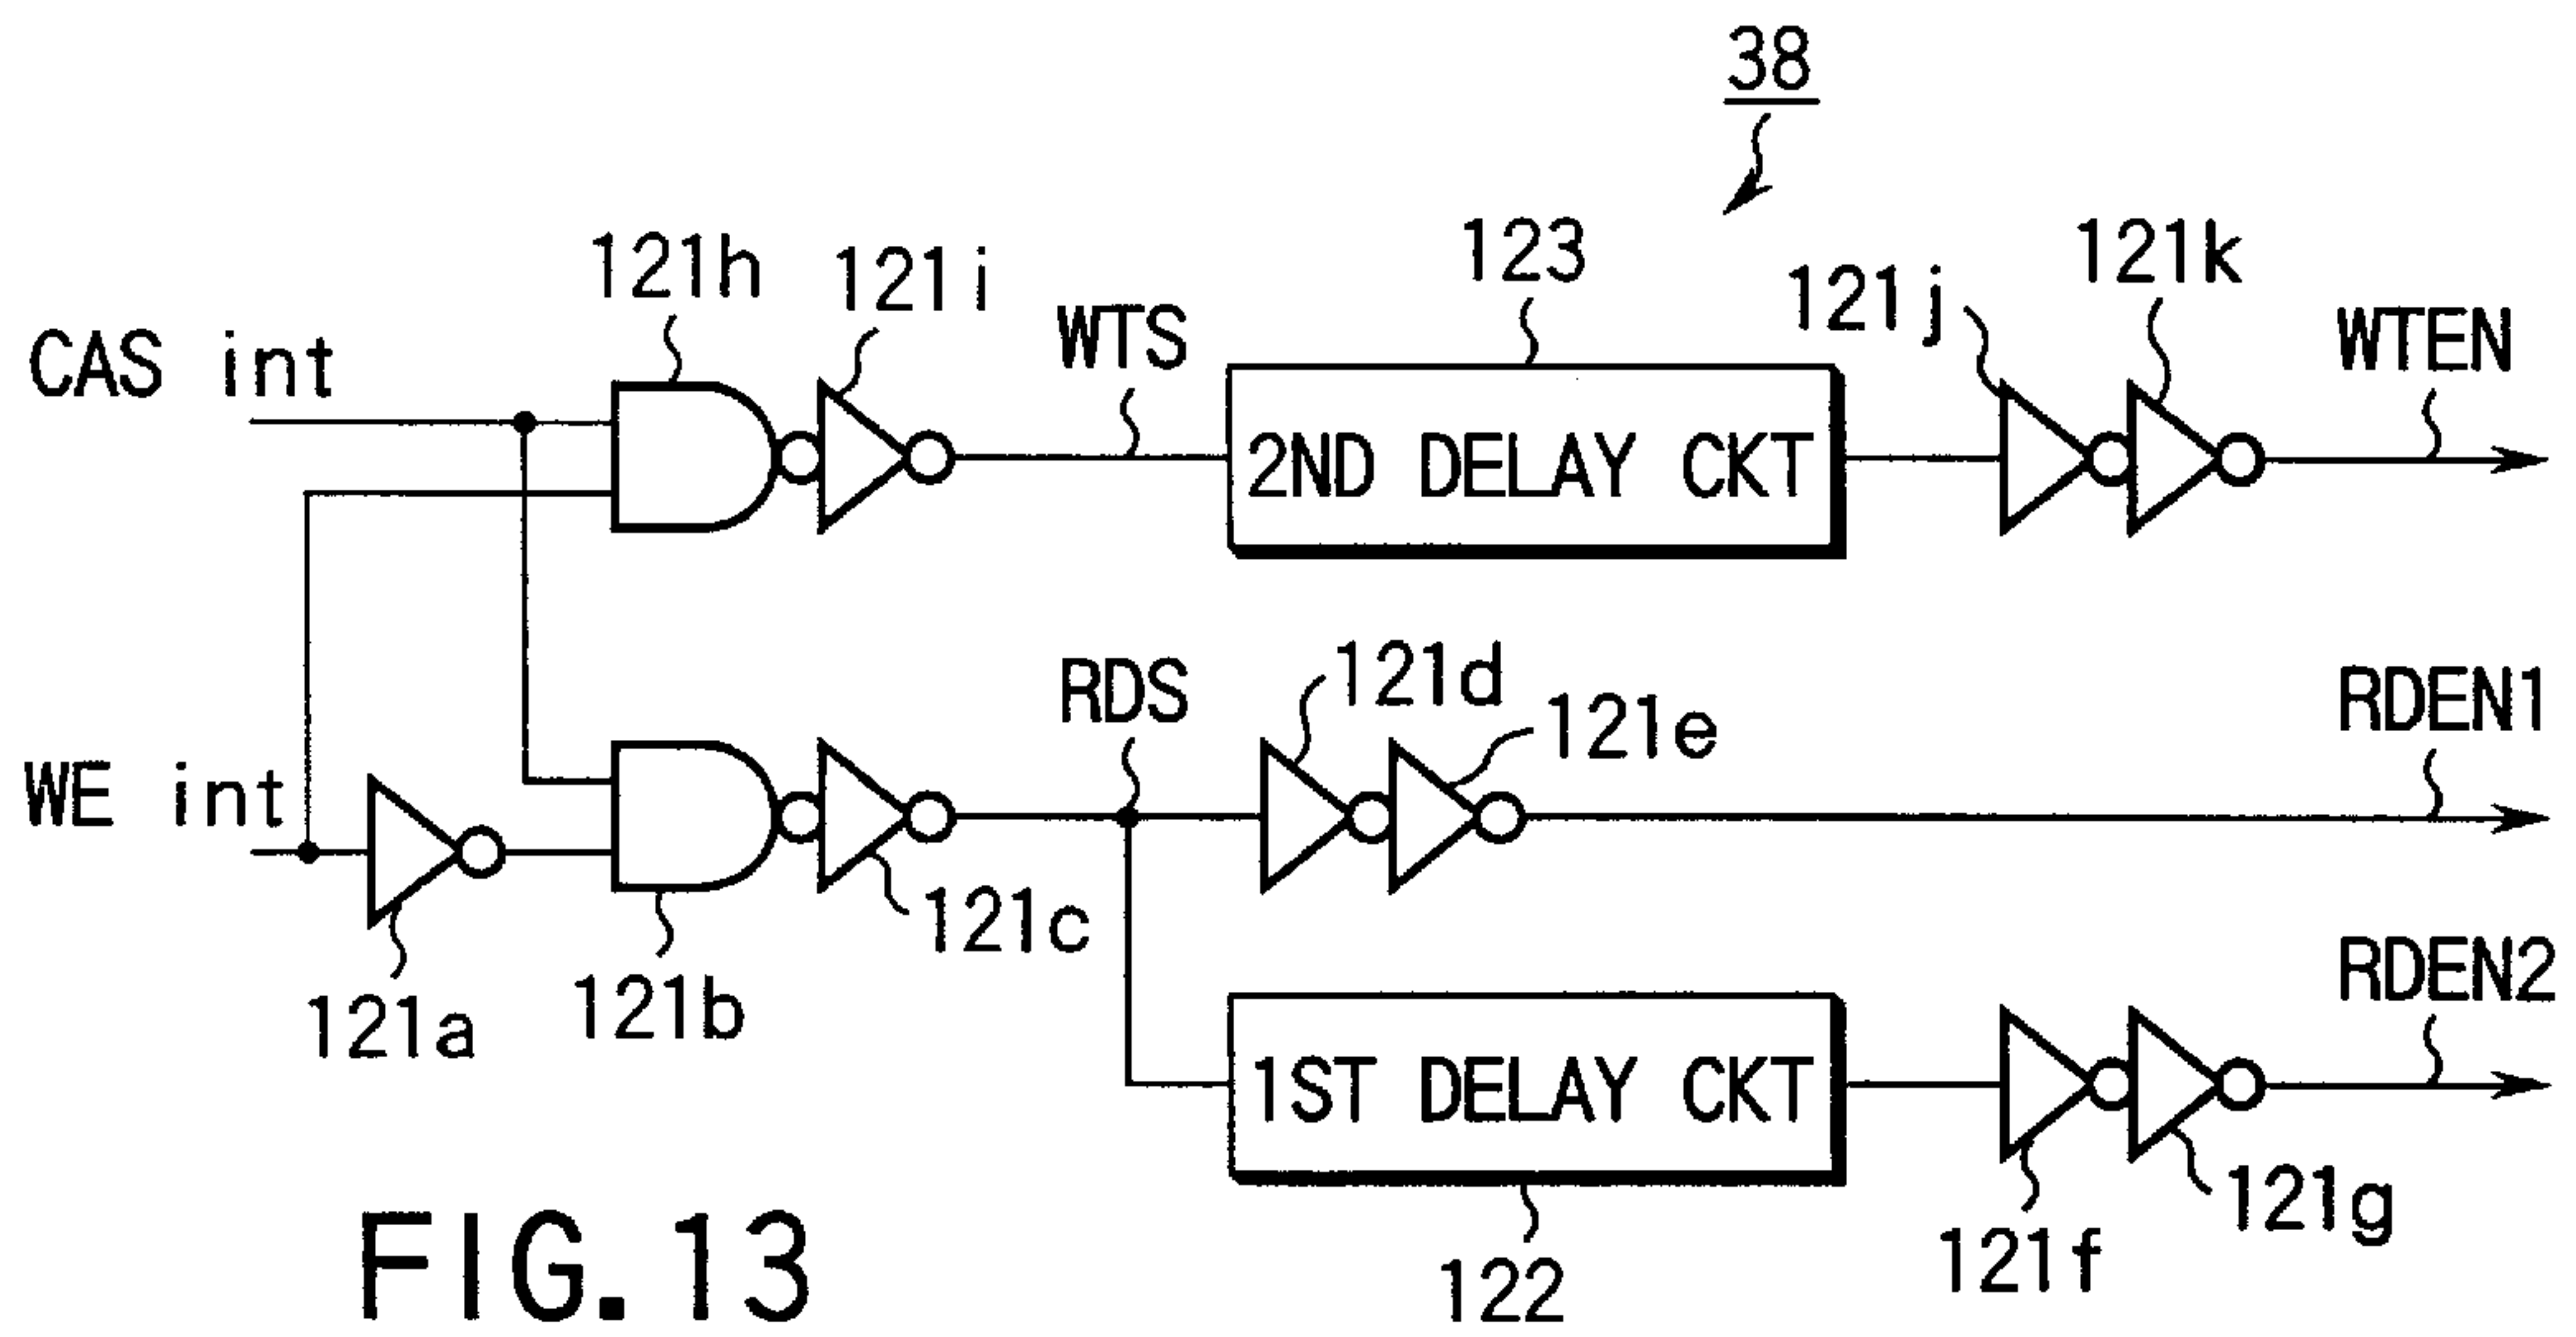 38
123
121k
121h
121i
121j
WTS
WTEN
CAS int
2ND DELAY CKT
121d
RDS
RDEN1
121e
WE int
121c
RDEN2
121b
121a
1ST DELAY CKT
121g
121f
122
FIG. 13